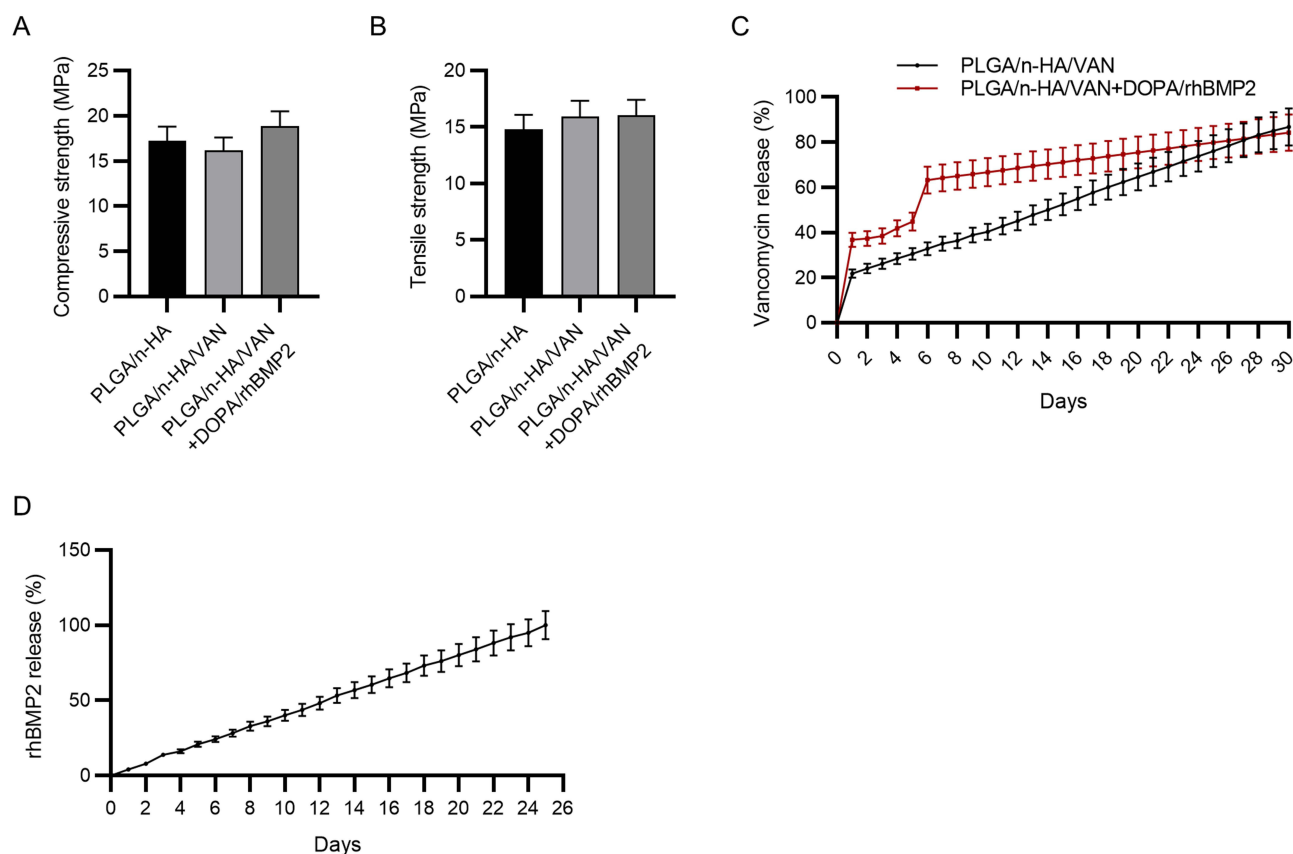 A
Compressive strength (MPa)
25
20
15
10
5
0
PLGA/n-HA
PLGA/n-HA/VAN
PLGA/n-HA/VAN
+DOPA/rhBMP2
B
Tensile strength (MPa)
20
15
10
5
0
PLGA/n-HA
PLGA/n-HA/VAN
PLGA/n-HA/VAN
+DOPA/rhBMP2
C
PLGA/n-HA/VAN
PLGA/n-HA/VAN+DOPA/rhBMP2
Vancomycin release (%)
100
80
60
40
20
0
0 2 4 6 8 10 12 14 16 18 20 22 24 26 28 30
Days
D
rhBMP2 release (%)
150
100
50
0
0 2 4 6 8 10 12 14 16 18 20 22 24 26
Days